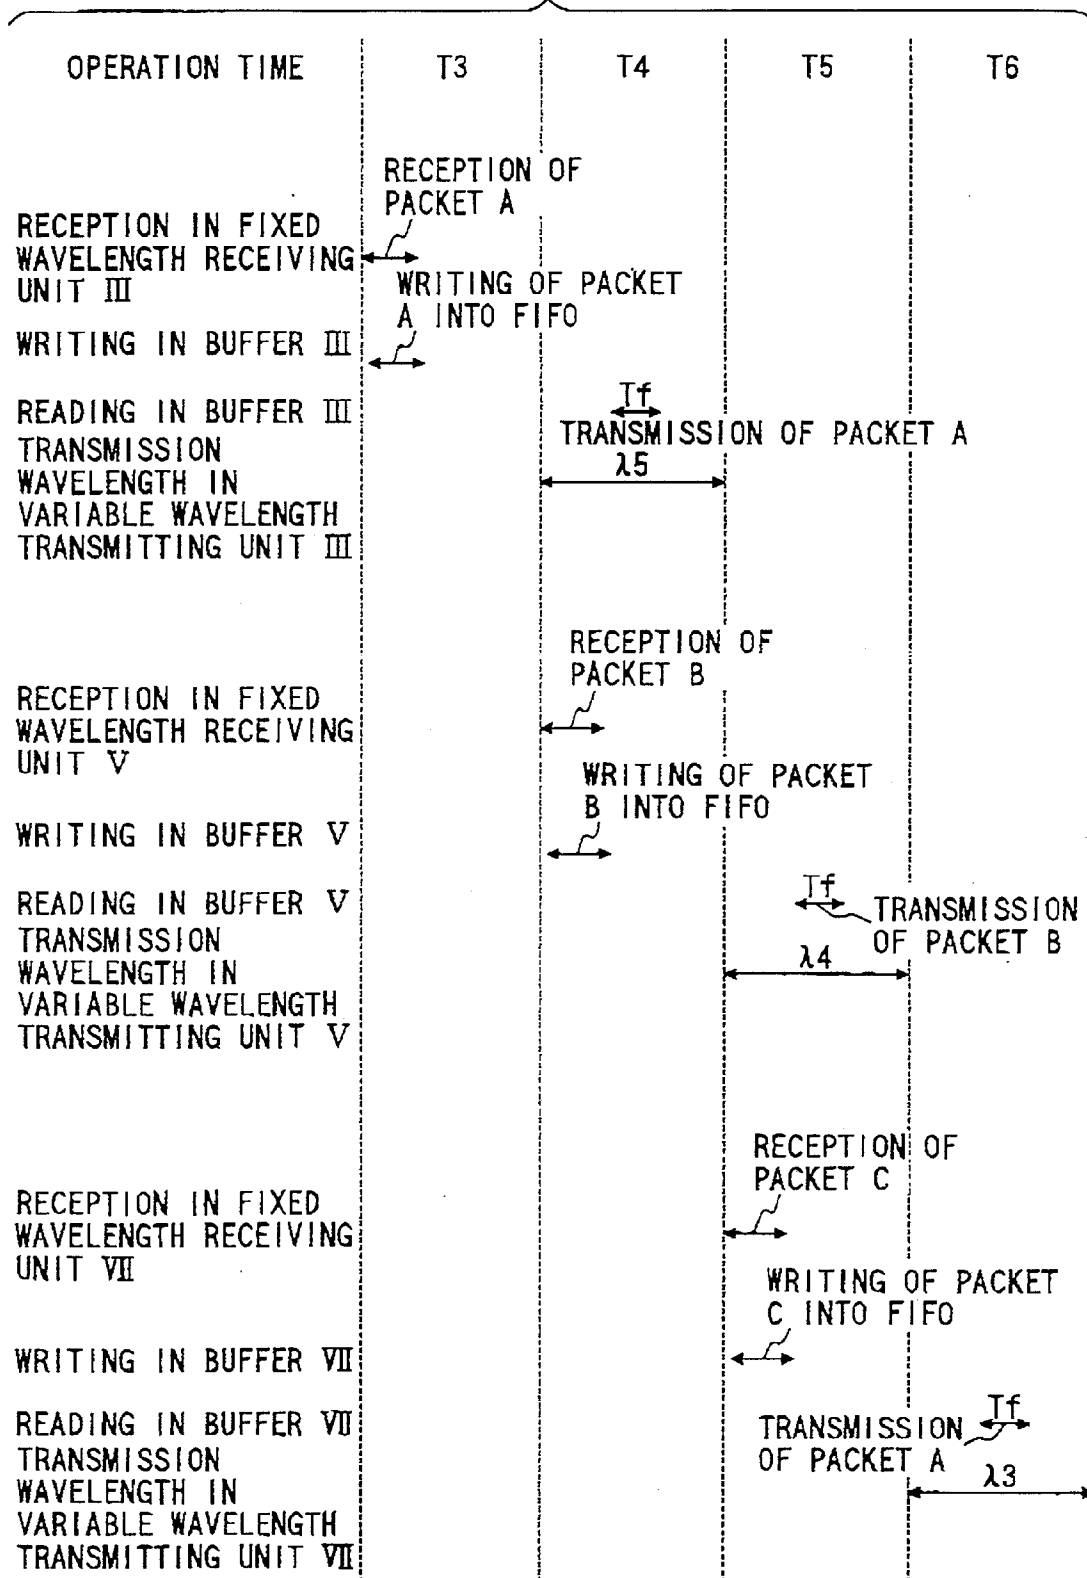 OPERATION TIME T3 T4 T5 T6
RECEPTION OF
PACKET A
RECEPTION IN FIXED
WAVELENGTH RECEIVING
UNIT III
WRITING OF PACKET
A INTO FIFO
WRITING IN BUFFER III
READING IN BUFFER III
Tf
TRANSMISSION OF PACKET A
TRANSMISSION
WAVELENGTH IN
VARIABLE WAVELENGTH
TRANSMITTING UNIT III
λ5
RECEPTION OF
PACKET B
RECEPTION IN FIXED
WAVELENGTH RECEIVING
UNIT V
WRITING OF PACKET
B INTO FIFO
WRITING IN BUFFER V
READING IN BUFFER V
Tf
TRANSMISSION
OF PACKET B
TRANSMISSION
WAVELENGTH IN
VARIABLE WAVELENGTH
TRANSMITTING UNIT V
λ4
RECEPTION OF
PACKET C
RECEPTION IN FIXED
WAVELENGTH RECEIVING
UNIT VII
WRITING OF PACKET
C INTO FIFO
WRITING IN BUFFER VII
READING IN BUFFER VII
Tf
TRANSMISSION
OF PACKET A
TRANSMISSION
WAVELENGTH IN
VARIABLE WAVELENGTH
TRANSMITTING UNIT VII
λ3